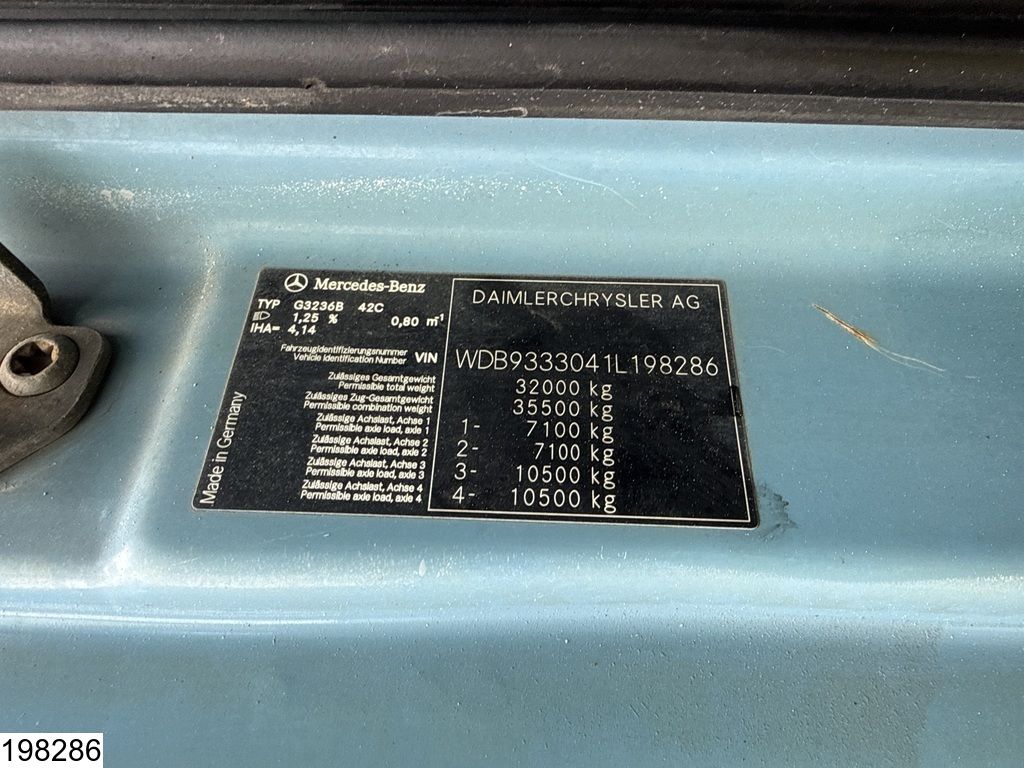 Mercedes-Benz
TYP G3236B 42C
1,25 % 0,80 m⁻¹
IHA= 4,14
DAIMLERCHRYSLER AG
Fahrzeugidentifizierungsnummer
Vehicle Identification Number VIN WDB9333041L198286
Zulässiges Gesamtgewicht
Permissible total weight 32000 kg
Zulässiges Zug-Gesamtgewicht
Permissible combination weight 35500 kg
Zulässige Achslast, Achse 1
Permissible axle load, axle 1 1- 7100 kg
Zulässige Achslast, Achse 2
Permissible axle load, axle 2 2- 7100 kg
Zulässige Achslast, Achse 3
Permissible axle load, axle 3 3- 10500 kg
Zulässige Achslast, Achse 4
Permissible axle load, axle 4 4- 10500 kg
Made in Germany
198286